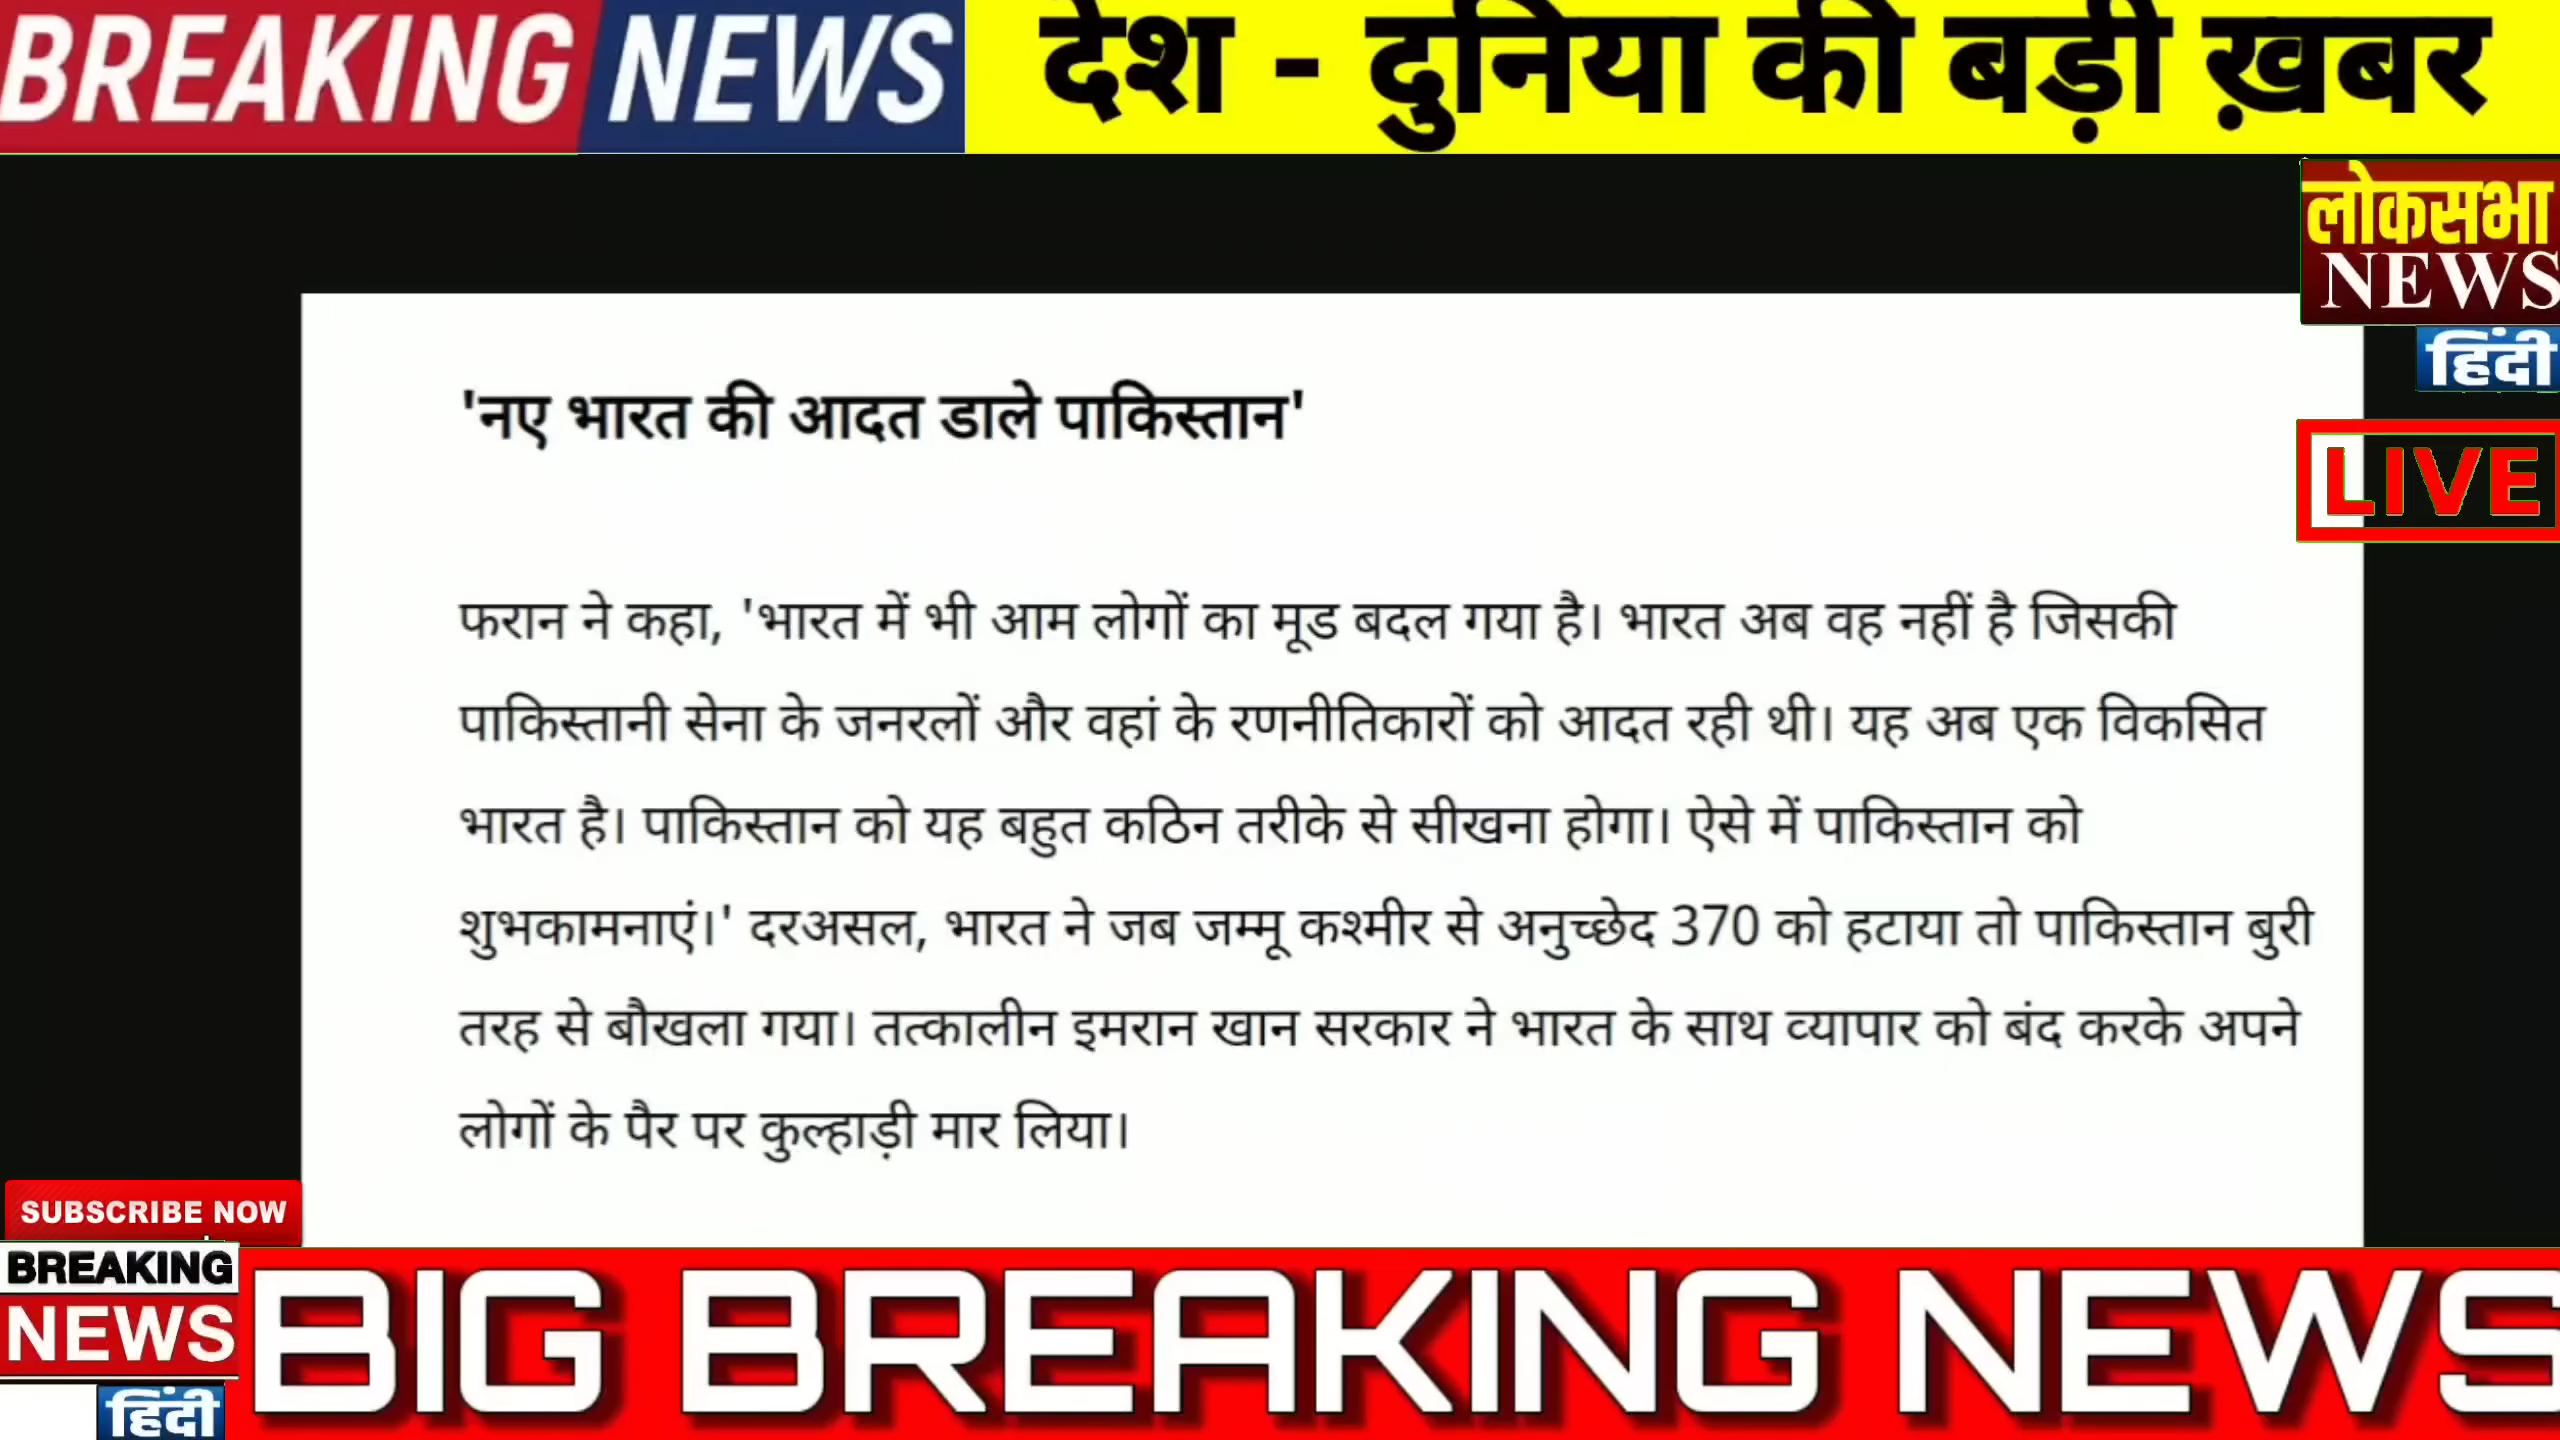 BREAKING NEWS देश - दुनिया की बड़ी ख़बर
लोकसभा
NEWS
हिंदी
LIVE
'नए भारत की आदत डाले पाकिस्तान'
फरान ने कहा, 'भारत में भी आम लोगों का मूड बदल गया है। भारत अब वह नहीं है जिसकी
पाकिस्तानी सेना के जनरलों और वहां के रणनीतिकारों को आदत रही थी। यह अब एक विकसित
भारत है। पाकिस्तान को यह बहुत कठिन तरीके से सीखना होगा। ऐसे में पाकिस्तान को
शुभकामनाएं।' दरअसल, भारत ने जब जम्मू कश्मीर से अनुच्छेद 370 को हटाया तो पाकिस्तान बुरी
तरह से बौखला गया। तत्कालीन इमरान खान सरकार ने भारत के साथ व्यापार को बंद करके अपने
लोगों के पैर पर कुल्हाड़ी मार लिया।
SUBSCRIBE NOW
BREAKING
NEWS
हिंदी
BIG BREAKING NEWS